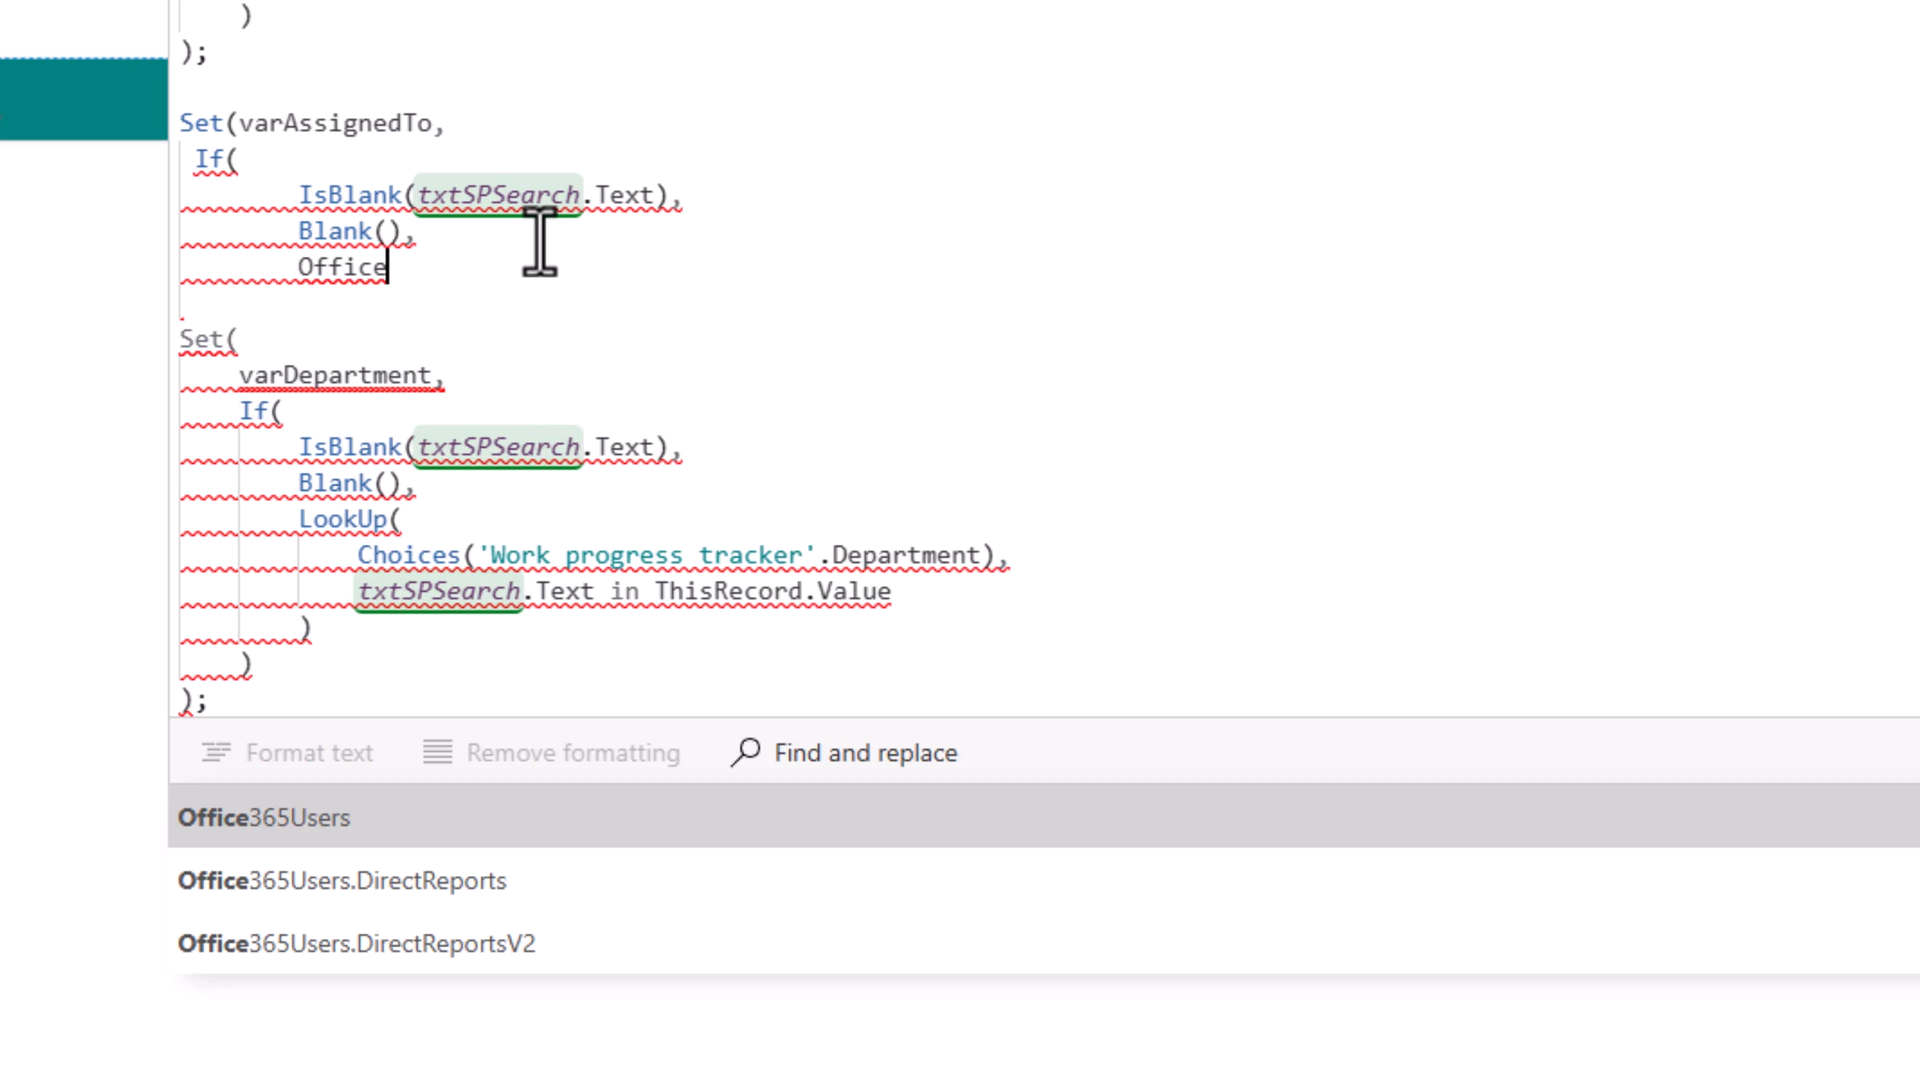 )
);
Set(varAssignedTo,
If(
IsBlank(txtSPSearch.Text),
Blank(),
Office
Set(
varDepartment,
If(
IsBlank(txtSPSearch.Text),
Blank(),
LookUp(
Choices('Work progress tracker'.Department),
txtSPSearch.Text in ThisRecord.Value
)
)
);
Format text Remove formatting Find and replace
Office365Users
Office365Users.DirectReports
Office365Users.DirectReportsV2